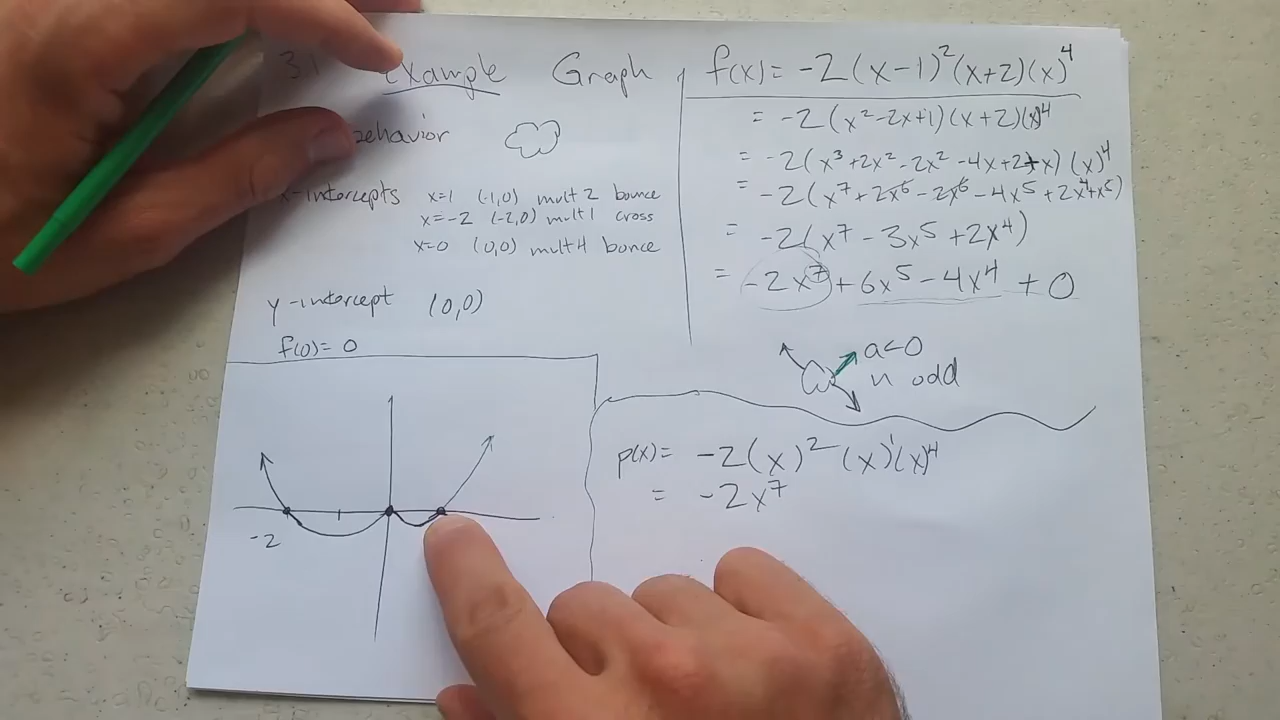 31 Example Graph f(x) = -2(x-1)²(x+2)(x)⁴
behavior
x-intercepts x=1 (-1,0) mult 2 bounce
x=-2 (-2,0) mult 1 cross
x=0 (0,0) mult 4 bounce
y-intercept (0,0)
f(0)= 0
= -2(x²-2x+1)(x+2)(x)⁴
= -2(x³+2x²-2x²-4x+2+x)(x)⁴
= -2(x⁷+2x⁶-2x⁶-4x⁵+2x⁴+x⁵)
= -2(x⁷-3x⁵+2x⁴)
= -2x⁷+6x⁵-4x⁴+0
a<0
n odd
-2
p(x)= -2(x)²(x)¹(x)⁴
= -2x⁷